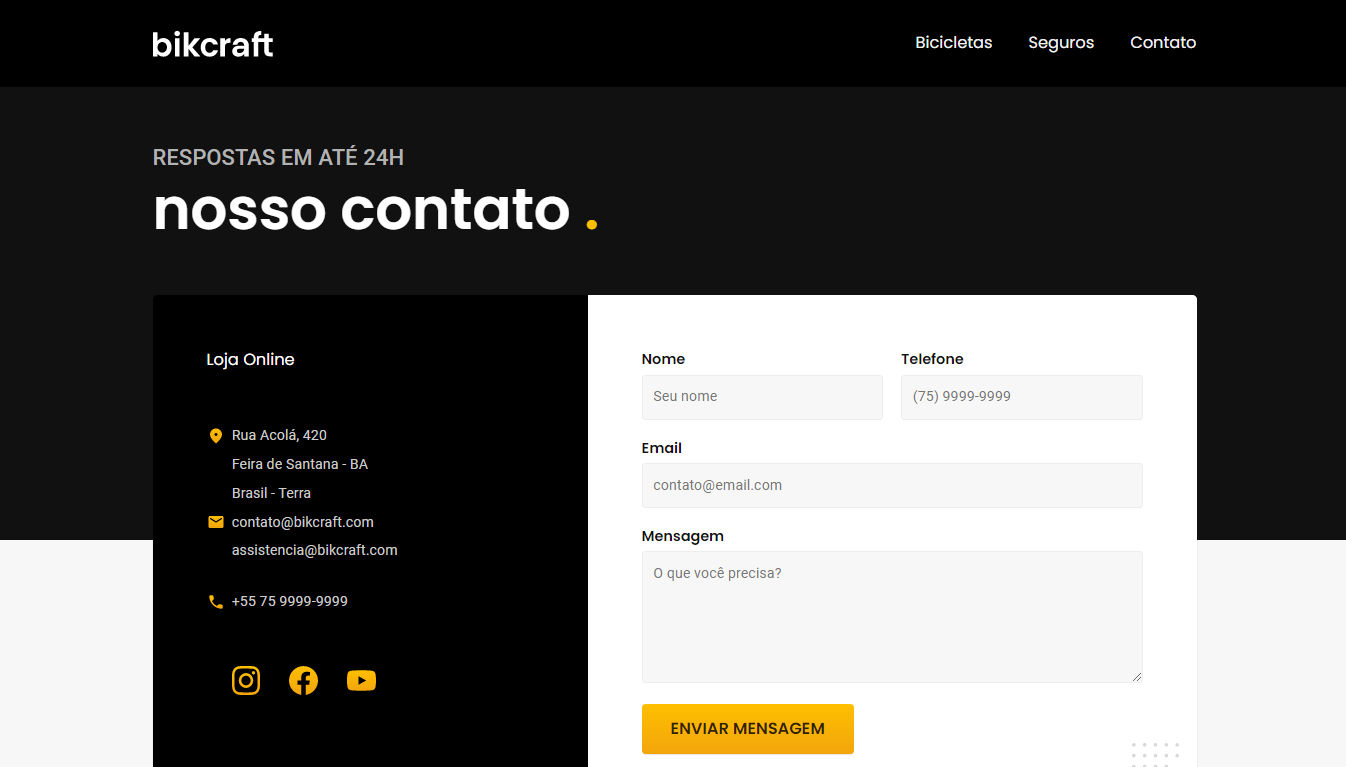 bikcraft
Bicicletas
Seguros
Contato
RESPOSTAS EM ATÉ 24H
nosso contato .
Loja Online
Rua Acolá, 420
Feira de Santana - BA
Brasil - Terra
contato@bikcraft.com
assistencia@bikcraft.com
+55 75 9999-9999
Nome
Seu nome
Telefone
(75) 9999-9999
Email
contato@email.com
Mensagem
O que você precisa?
ENVIAR MENSAGEM